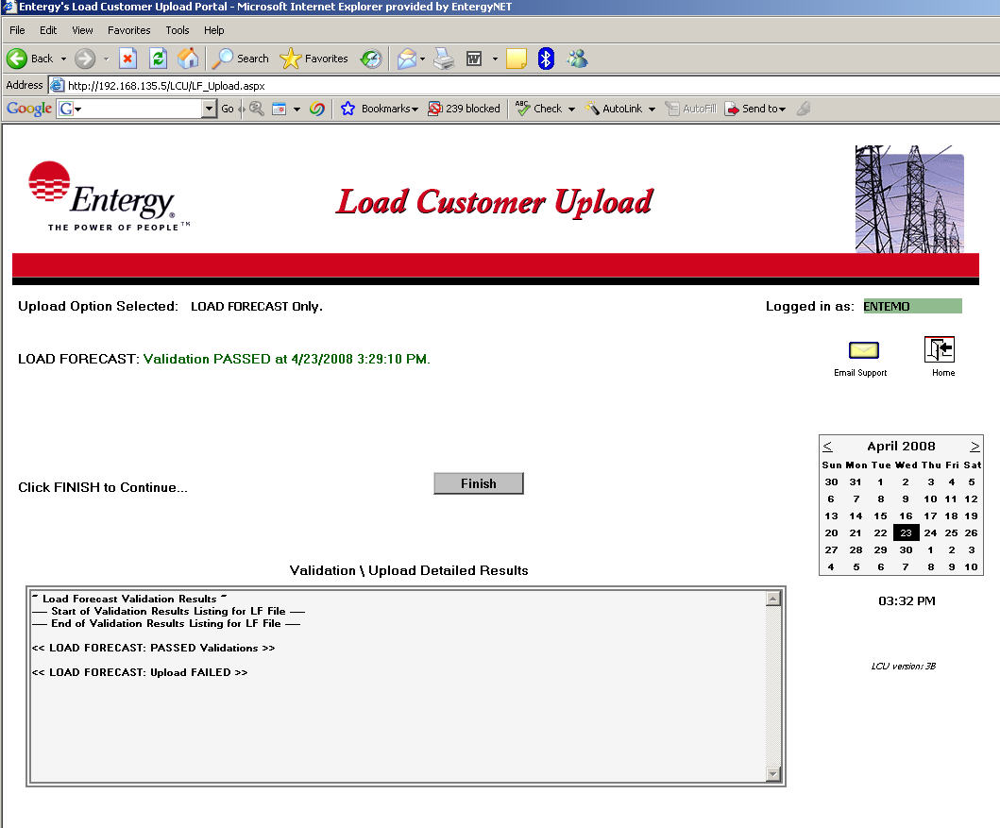 Entergy's Load Customer Upload Portal - Microsoft Internet Explorer provided by EntergyNET
File Edit View Favorites Tools Help
Back Search Favorites
Address http://192.168.135.5/LCU/LF_Upload.aspx
Google G Go Bookmarks 239 blocked ABC Check AutoLink AutoFill Send to
Entergy®
THE POWER OF PEOPLE™
Load Customer Upload
Upload Option Selected: LOAD FORECAST Only.
Logged in as: ENTEMO
LOAD FORECAST: Validation PASSED at 4/23/2008 3:29:10 PM.
Email Support Home
Click FINISH to Continue...
Finish
< April 2008 >
Sun Mon Tue Wed Thu Fri Sat
30 31 1 2 3 4 5
6 7 8 9 10 11 12
13 14 15 16 17 18 19
20 21 22 23 24 25 26
27 28 29 30 1 2 3
4 5 6 7 8 9 10
03:32 PM
LCU version: 3B
Validation \ Upload Detailed Results
~ Load Forecast Validation Results ~
---- Start of Validation Results Listing for LF File ----
---- End of Validation Results Listing for LF File ----
<< LOAD FORECAST: PASSED Validations >>
<< LOAD FORECAST: Upload FAILED >>